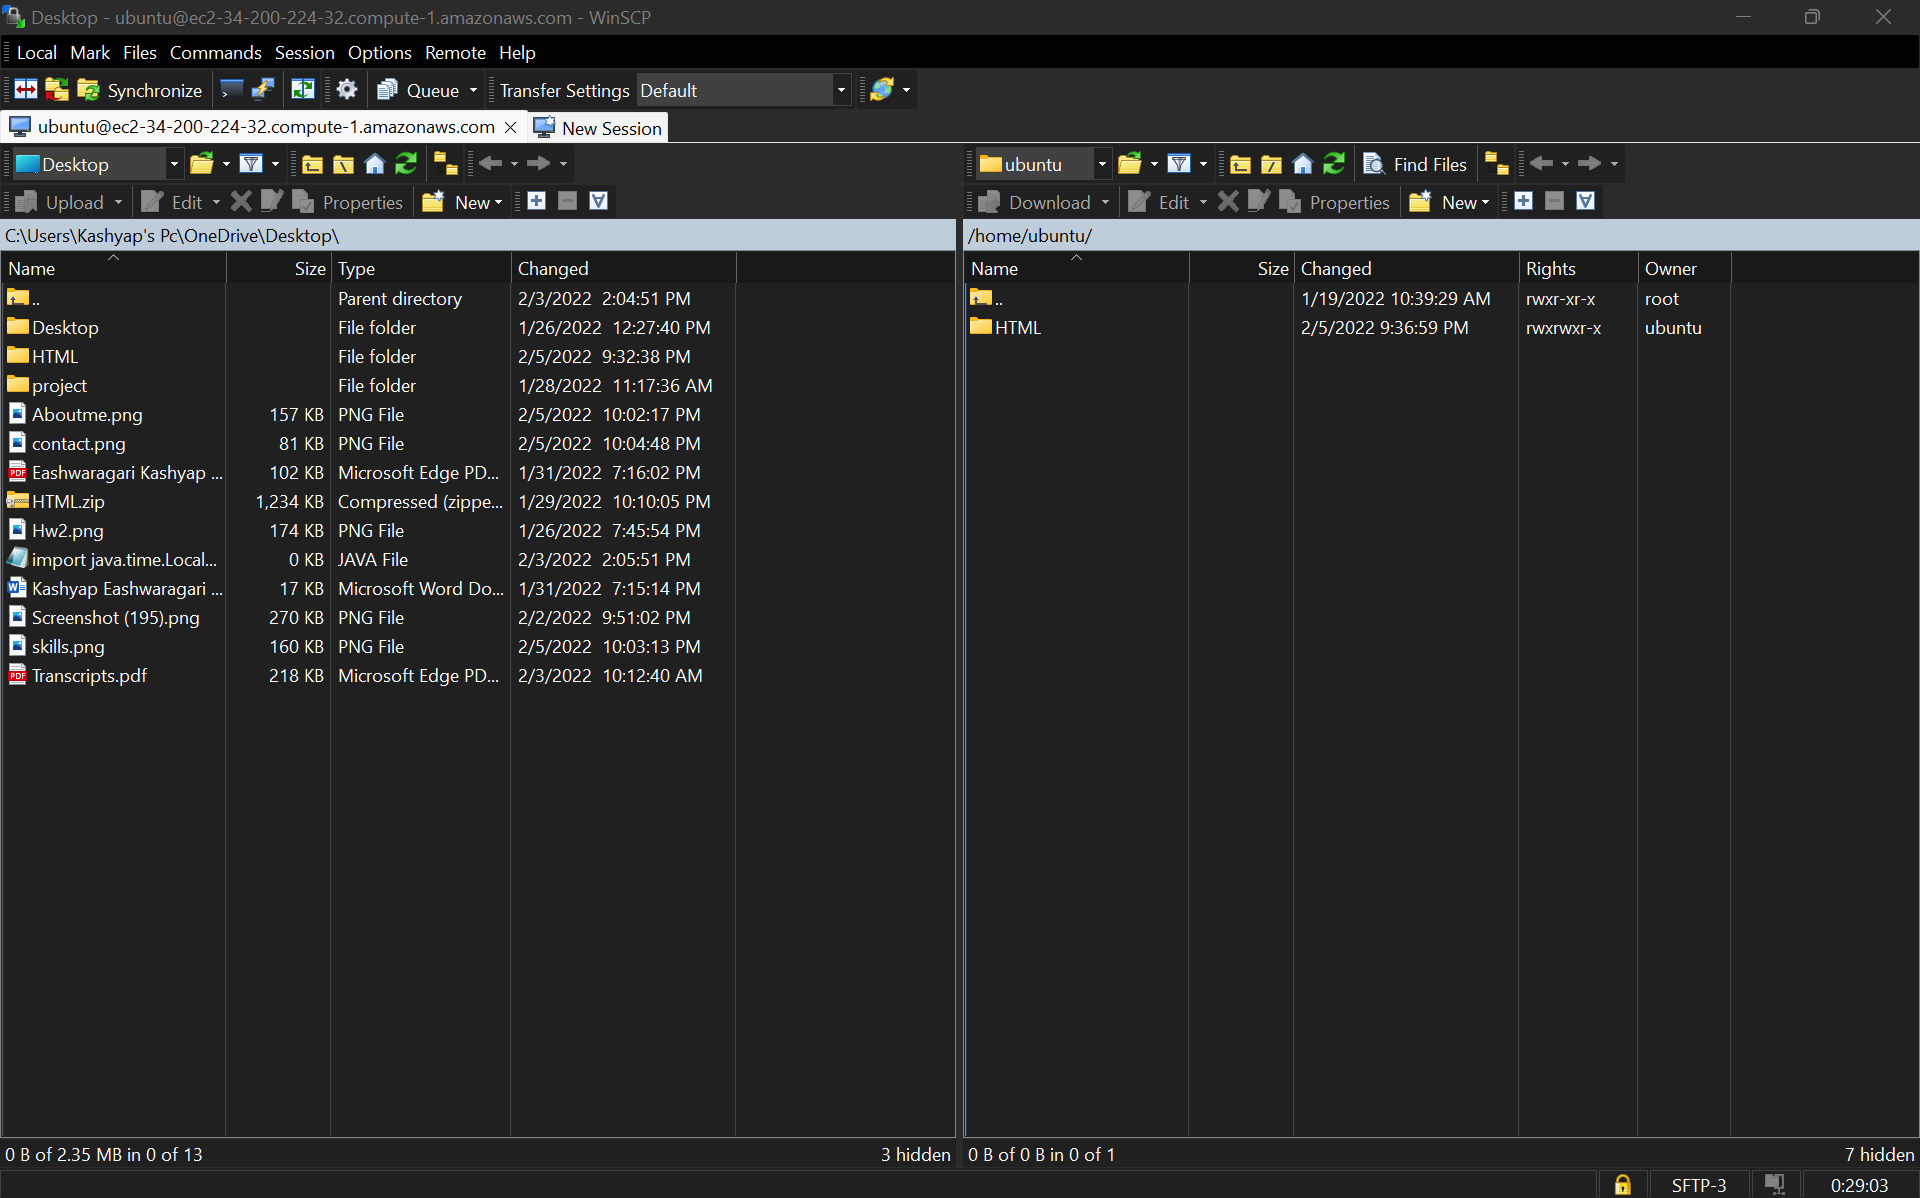 Desktop - ubuntu@ec2-34-200-224-32.compute-1.amazonaws.com - WinSCP
Local Mark Files Commands Session Options Remote Help
Synchronize Queue Transfer Settings Default
ubuntu@ec2-34-200-224-32.compute-1.amazonaws.com New Session
Desktop
Upload Edit Properties New
C:\Users\Kashyap's Pc\OneDrive\Desktop\
Name Size Type Changed
.. Parent directory 2/3/2022 2:04:51 PM
Desktop File folder 1/26/2022 12:27:40 PM
HTML File folder 2/5/2022 9:32:38 PM
project File folder 1/28/2022 11:17:36 AM
Aboutme.png 157 KB PNG File 2/5/2022 10:02:17 PM
contact.png 81 KB PNG File 2/5/2022 10:04:48 PM
Eashwaragari Kashyap ... 102 KB Microsoft Edge PD... 1/31/2022 7:16:02 PM
HTML.zip 1,234 KB Compressed (zippe... 1/29/2022 10:10:05 PM
Hw2.png 174 KB PNG File 1/26/2022 7:45:54 PM
import java.time.Local... 0 KB JAVA File 2/3/2022 2:05:51 PM
Kashyap Eashwaragari ... 17 KB Microsoft Word Do... 1/31/2022 7:15:14 PM
Screenshot (195).png 270 KB PNG File 2/2/2022 9:51:02 PM
skills.png 160 KB PNG File 2/5/2022 10:03:13 PM
Transcripts.pdf 218 KB Microsoft Edge PD... 2/3/2022 10:12:40 AM
0 B of 2.35 MB in 0 of 13 3 hidden
ubuntu Find Files
Download Edit Properties New
/home/ubuntu/
Name Size Changed Rights Owner
.. 1/19/2022 10:39:29 AM rwxr-xr-x root
HTML 2/5/2022 9:36:59 PM rwxrwxr-x ubuntu
0 B of 0 B in 0 of 1 7 hidden
SFTP-3 0:29:03